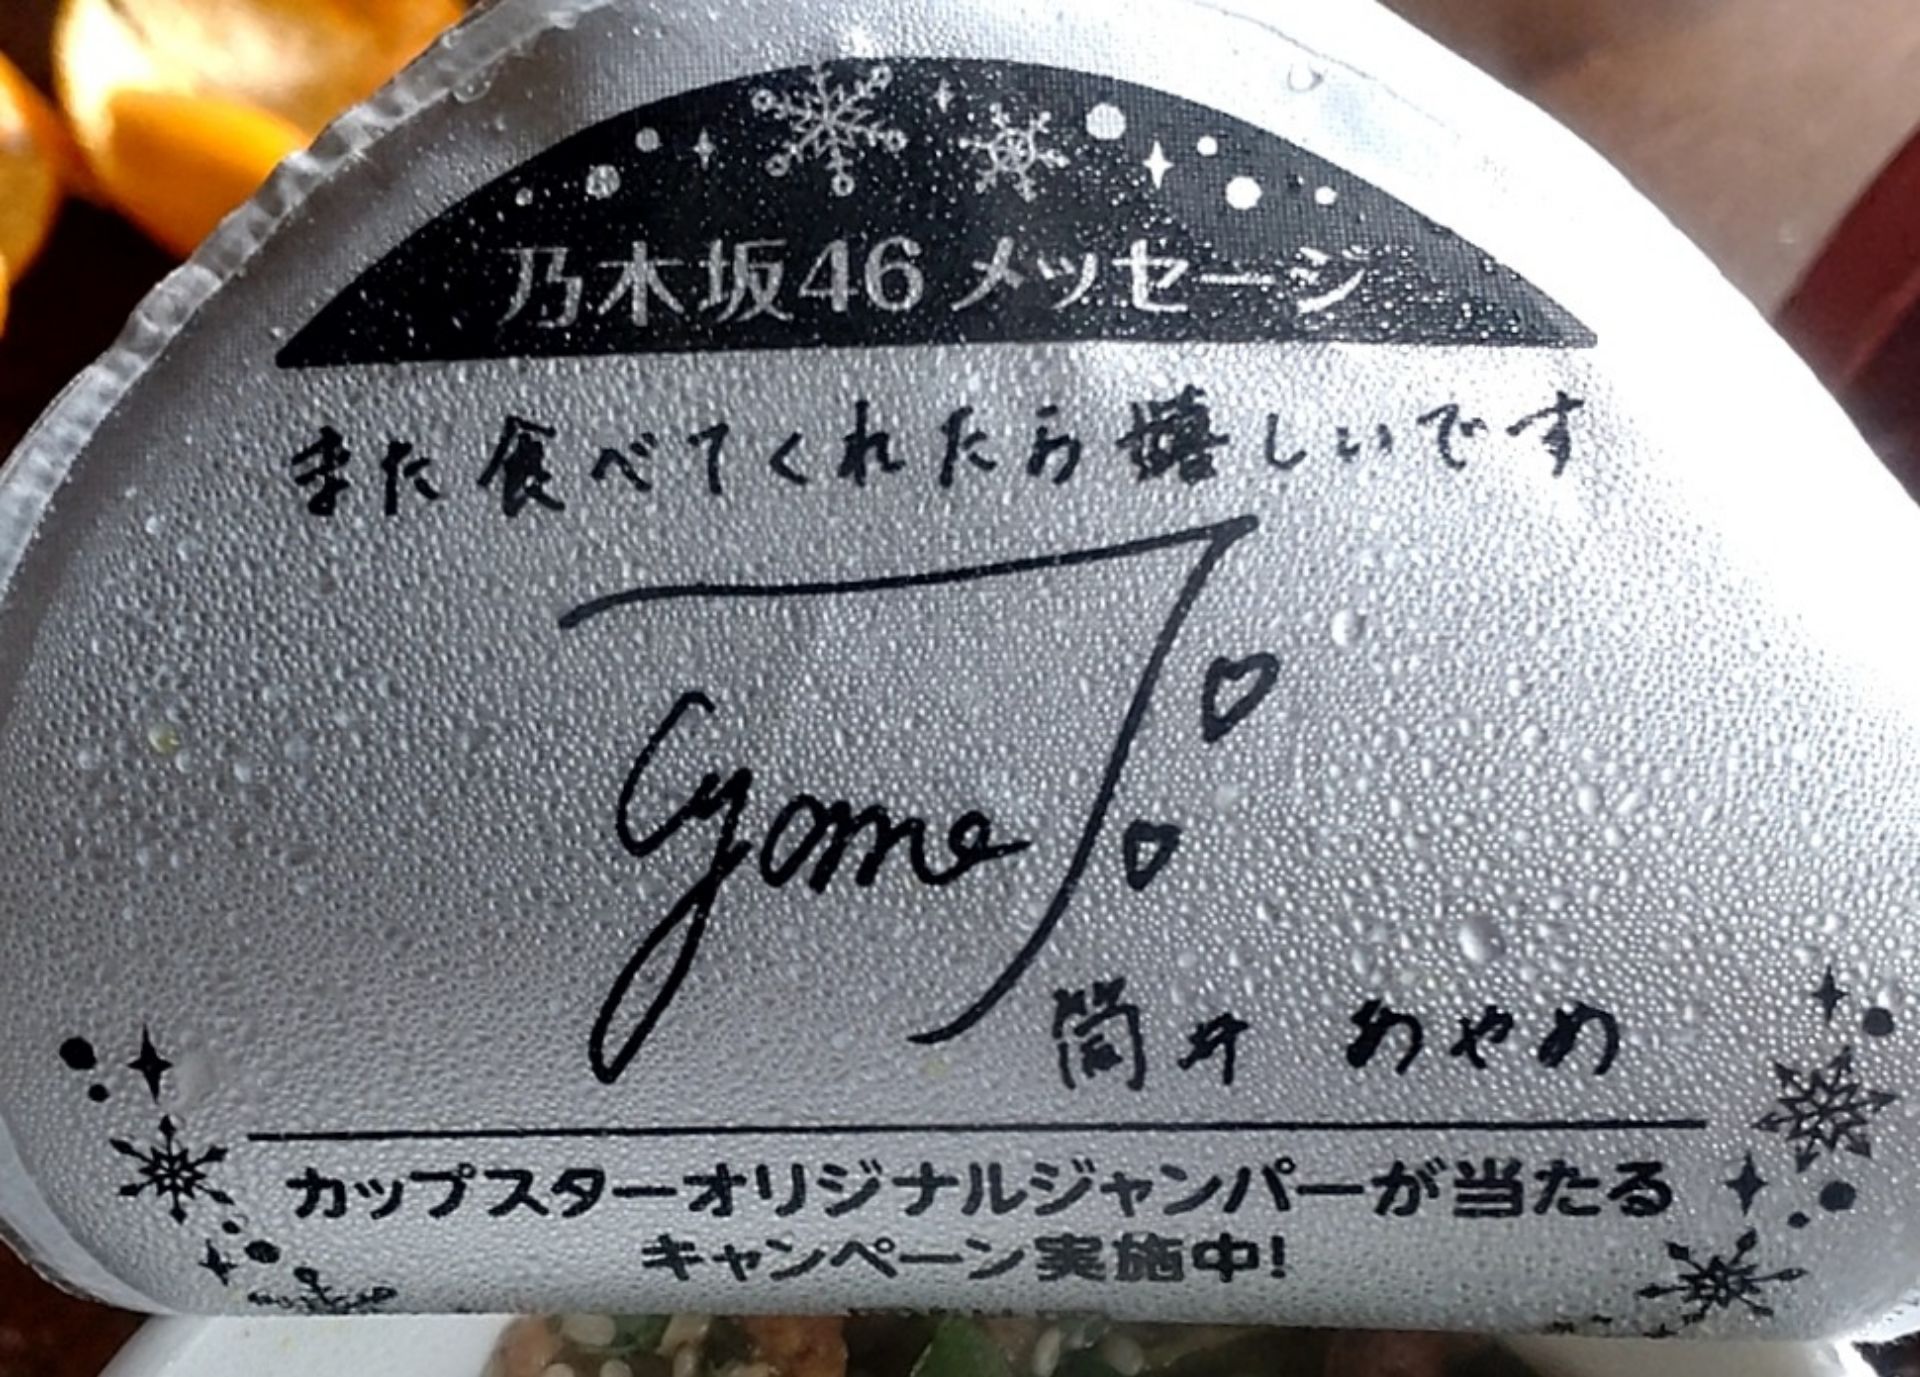 乃木坂46 メッセージ
また食べてくれたら嬉しいです
ayame
筒井 あやめ
カップスターオリジナルジャンパーが当たる
キャンペーン実施中!